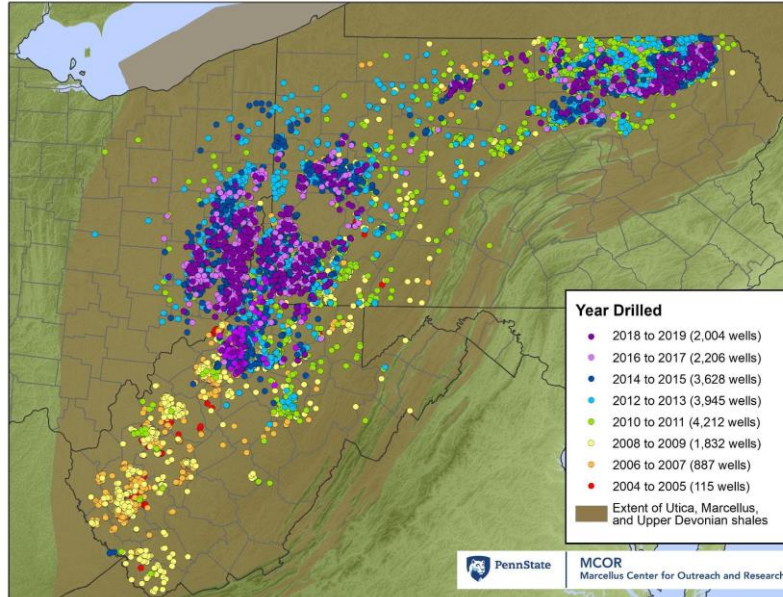 Year Drilled
2018 to 2019 (2,004 wells)
2016 to 2017 (2,206 wells)
2014 to 2015 (3,628 wells)
2012 to 2013 (3,945 wells)
2010 to 2011 (4,212 wells)
2008 to 2009 (1,832 wells)
2006 to 2007 (887 wells)
2004 to 2005 (115 wells)
Extent of Utica, Marcellus,
and Upper Devonian shales
PennState
MCOR
Marcellus Center for Outreach and Research